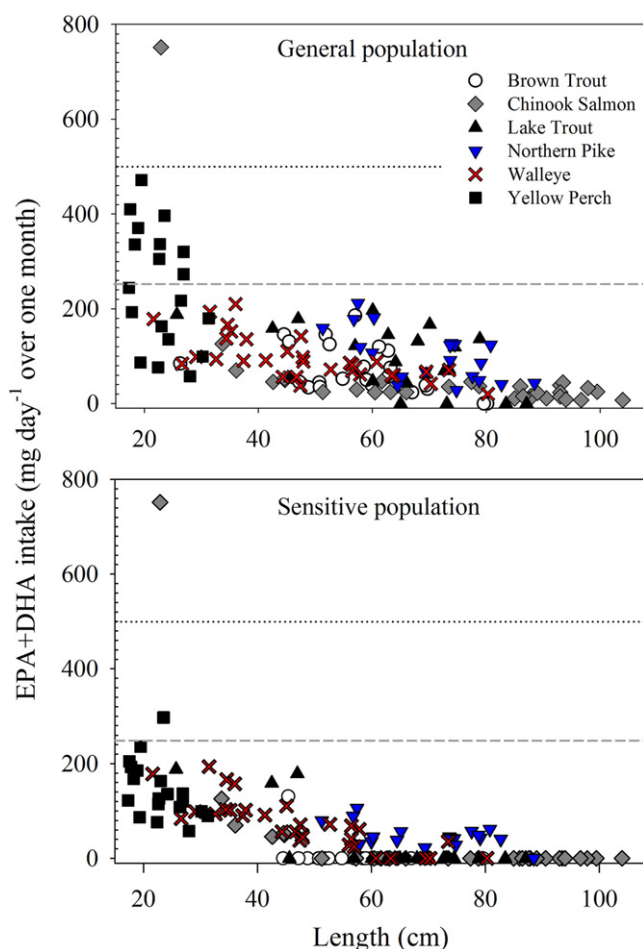 EPA+DHA intake (mg day⁻¹ over one month)
800
General population
Brown Trout
Chinook Salmon
Lake Trout
Northern Pike
Walleye
Yellow Perch
600
400
200
0
20 40 60 80 100
800
Sensitive population
600
400
200
0
20 40 60 80 100
Length (cm)